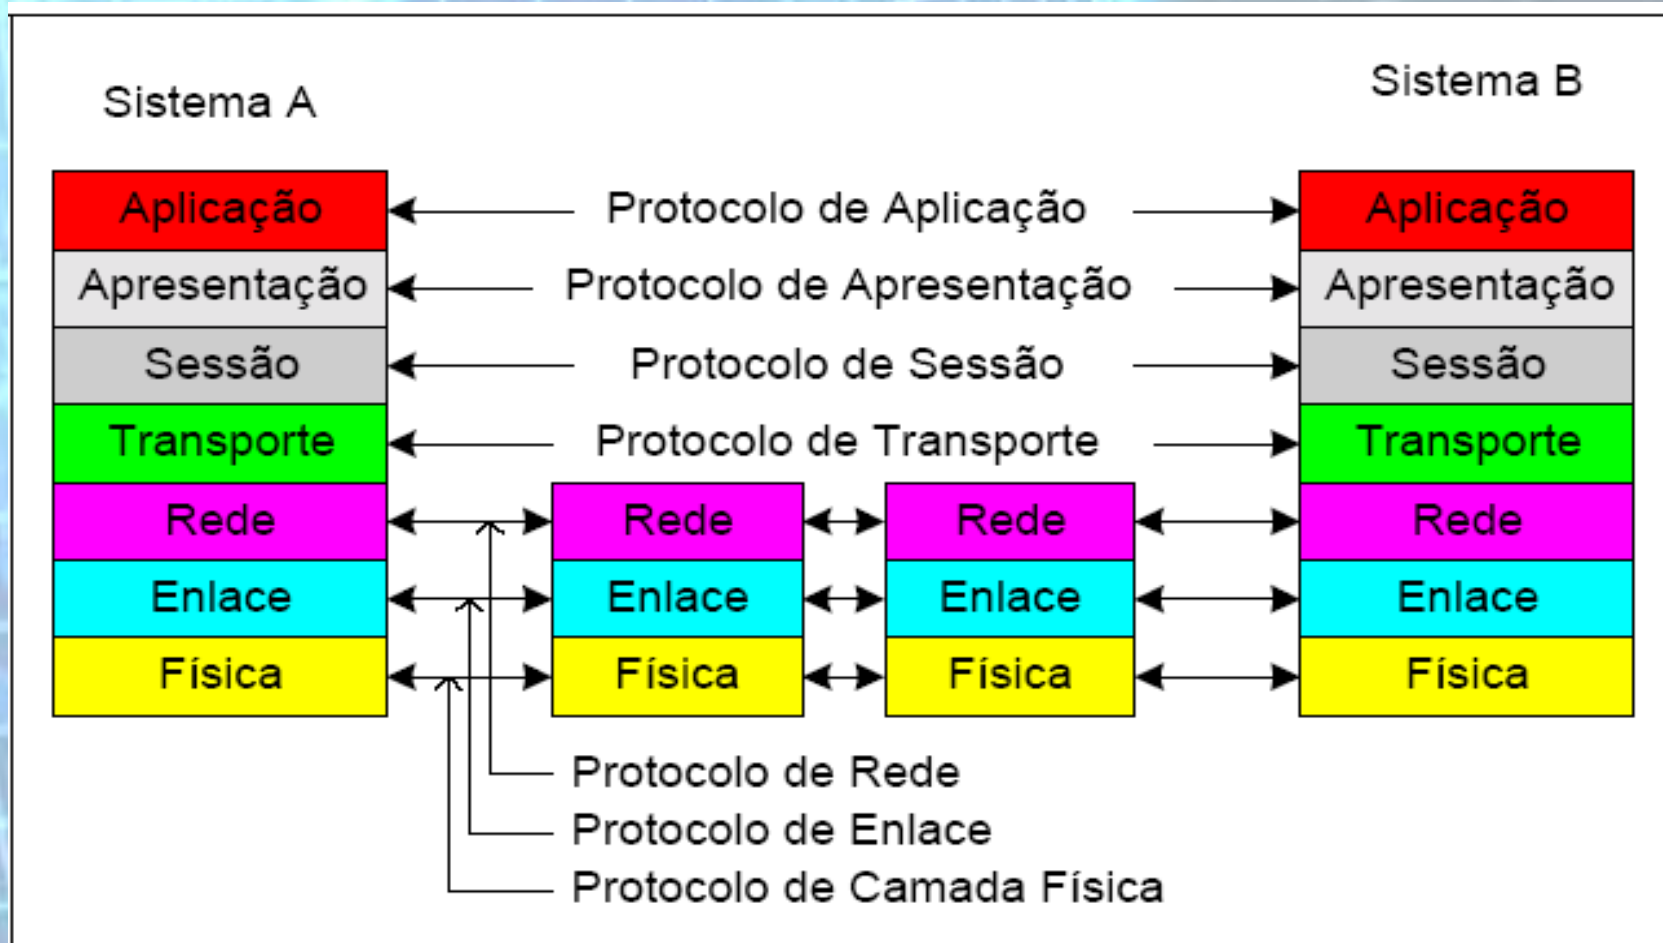 Sistema A
Sistema B
Aplicação Protocolo de Aplicação Aplicação
Apresentação Protocolo de Apresentação Apresentação
Sessão Protocolo de Sessão Sessão
Transporte Protocolo de Transporte Transporte
Rede Rede Rede Rede
Enlace Enlace Enlace Enlace
Física Física Física Física
Protocolo de Rede
Protocolo de Enlace
Protocolo de Camada Física